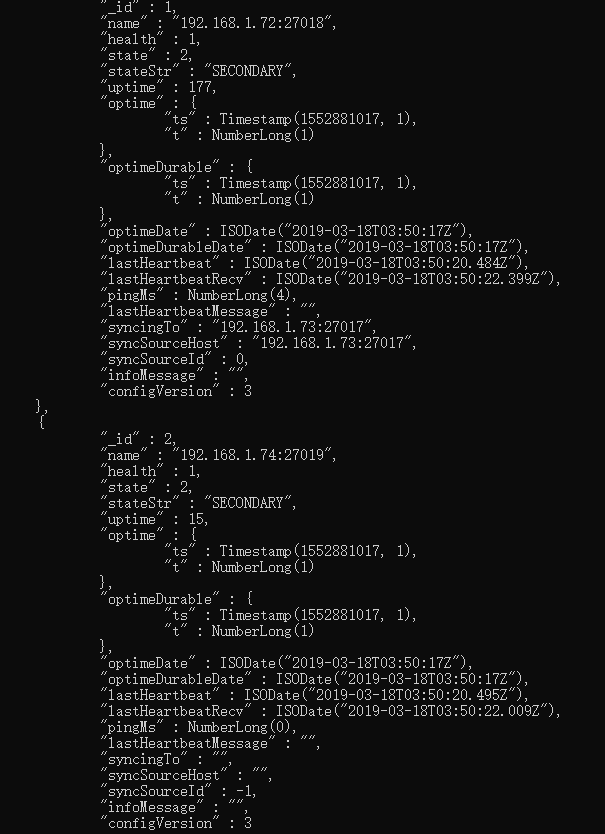 "_id" : 1,
"name" : "192.168.1.72:27018",
"health" : 1,
"state" : 2,
"stateStr" : "SECONDARY",
"uptime" : 177,
"optime" : {
"ts" : Timestamp(1552881017, 1),
"t" : NumberLong(1)
},
"optimeDurable" : {
"ts" : Timestamp(1552881017, 1),
"t" : NumberLong(1)
},
"optimeDate" : ISODate("2019-03-18T03:50:17Z"),
"optimeDurableDate" : ISODate("2019-03-18T03:50:17Z"),
"lastHeartbeat" : ISODate("2019-03-18T03:50:20.484Z"),
"lastHeartbeatRecv" : ISODate("2019-03-18T03:50:22.399Z"),
"pingMs" : NumberLong(4),
"lastHeartbeatMessage" : "",
"syncingTo" : "192.168.1.73:27017",
"syncSourceHost" : "192.168.1.73:27017",
"syncSourceId" : 0,
"infoMessage" : "",
"configVersion" : 3
},
{
"_id" : 2,
"name" : "192.168.1.74:27019",
"health" : 1,
"state" : 2,
"stateStr" : "SECONDARY",
"uptime" : 15,
"optime" : {
"ts" : Timestamp(1552881017, 1),
"t" : NumberLong(1)
},
"optimeDurable" : {
"ts" : Timestamp(1552881017, 1),
"t" : NumberLong(1)
},
"optimeDate" : ISODate("2019-03-18T03:50:17Z"),
"optimeDurableDate" : ISODate("2019-03-18T03:50:17Z"),
"lastHeartbeat" : ISODate("2019-03-18T03:50:20.495Z"),
"lastHeartbeatRecv" : ISODate("2019-03-18T03:50:22.009Z"),
"pingMs" : NumberLong(0),
"lastHeartbeatMessage" : "",
"syncingTo" : "",
"syncSourceHost" : "",
"syncSourceId" : -1,
"infoMessage" : "",
"configVersion" : 3